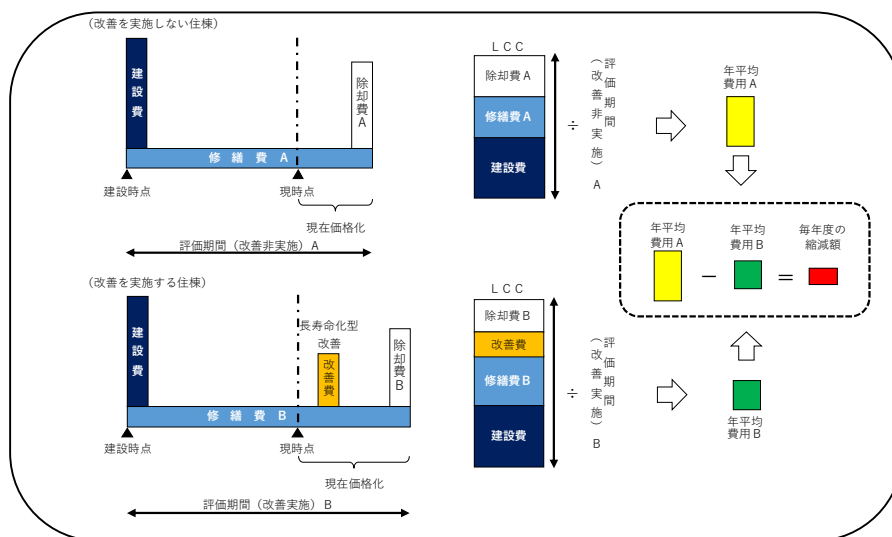 （改善を実施しない住棟）
建設費
除却費A
修繕費A
建設時点
現時点
現在価格化
評価期間（改善非実施）A
LCC
除却費A
修繕費A
建設費
÷
評価期間
（改善非実施）A
年平均
費用A
年平均
費用A
－
年平均
費用B
＝
毎年度の
縮減額
（改善を実施する住棟）
建設費
長寿命化型
改善
改善費
除却費B
修繕費B
建設時点
現時点
現在価格化
評価期間（改善実施）B
LCC
除却費B
改善費
修繕費B
建設費
÷
評価期間
（改善実施）B
年平均
費用B